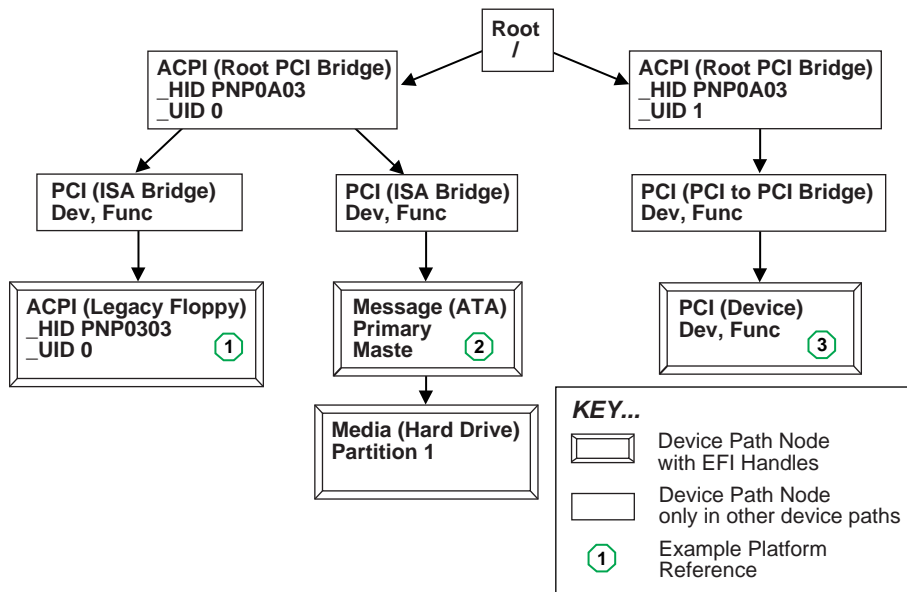 Root
/
ACPI (Root PCI Bridge)
_HID PNP0A03
_UID 0
ACPI (Root PCI Bridge)
_HID PNP0A03
_UID 1
PCI (ISA Bridge)
Dev, Func
PCI (ISA Bridge)
Dev, Func
PCI (PCI to PCI Bridge)
Dev, Func
ACPI (Legacy Floppy)
_HID PNP0303
_UID 0
1
Message (ATA)
Primary
Maste
2
PCI (Device)
Dev, Func
3
Media (Hard Drive)
Partition 1
KEY...
Device Path Node
with EFI Handles
Device Path Node
only in other device paths
1
Example Platform
Reference